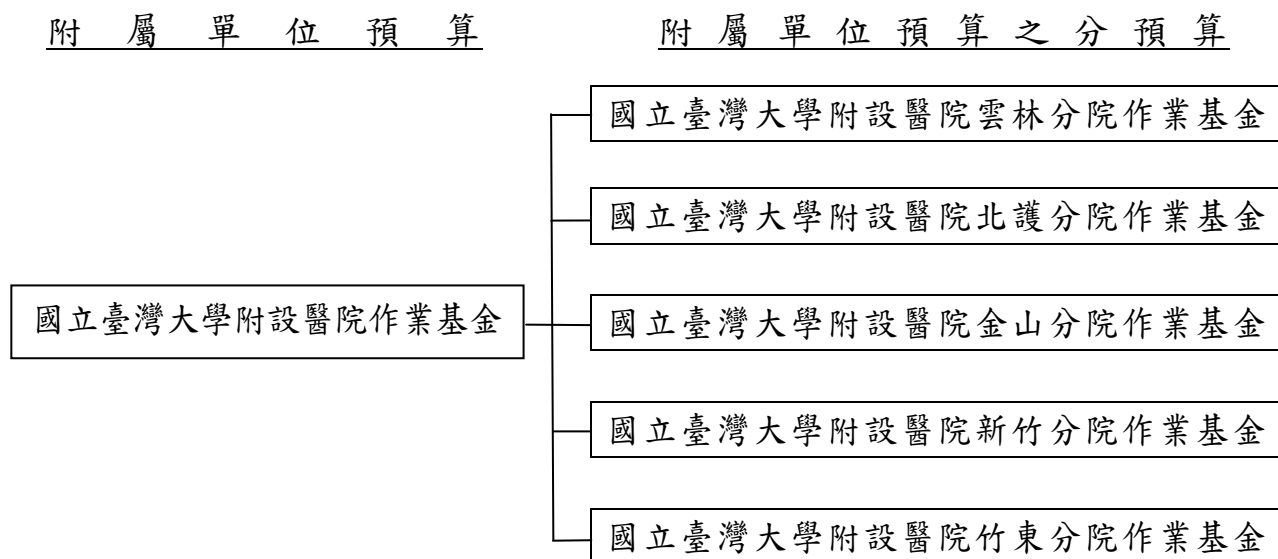 附屬單位預算
附屬單位預算之分預算
國立臺灣大學附設醫院雲林分院作業基金
國立臺灣大學附設醫院北護分院作業基金
國立臺灣大學附設醫院作業基金
國立臺灣大學附設醫院金山分院作業基金
國立臺灣大學附設醫院新竹分院作業基金
國立臺灣大學附設醫院竹東分院作業基金